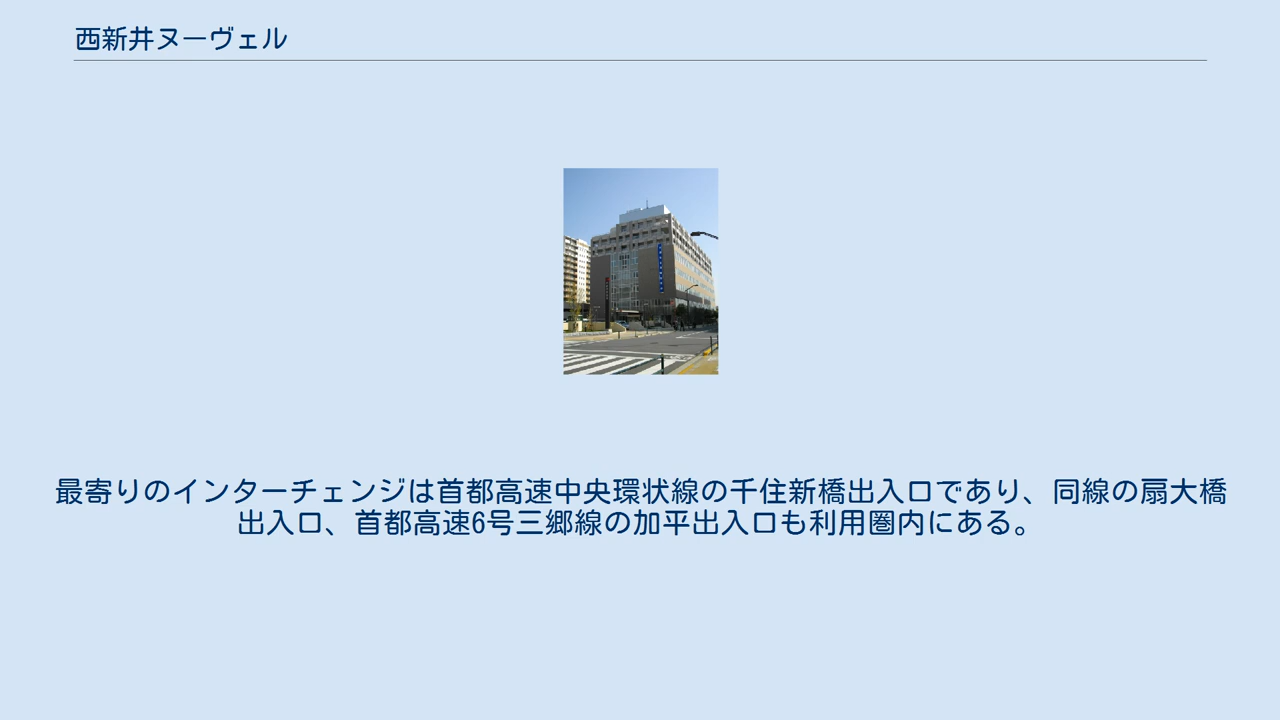 西新井ヌーヴェル
最寄りのインターチェンジは首都高速中央環状線の千住新橋出入口であり、同線の扇大橋
出入口、首都高速6号三郷線の加平出入口も利用圏内にある。